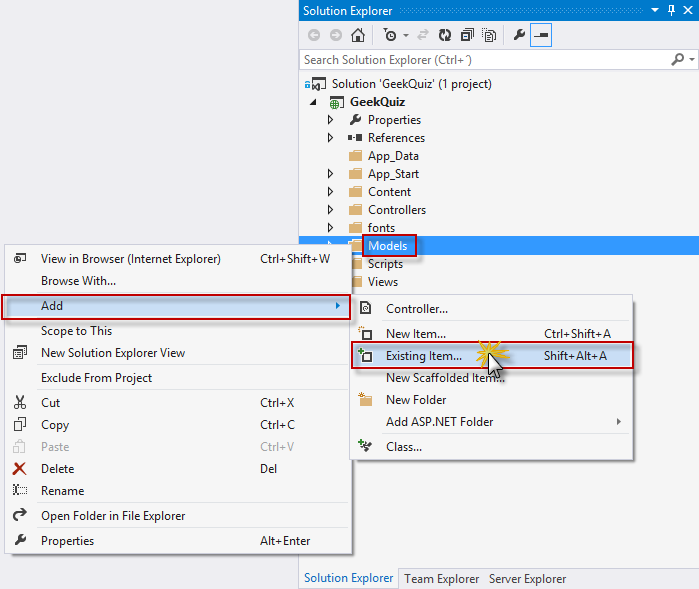 Solution Explorer
Search Solution Explorer (Ctrl+´)
Solution 'GeekQuiz' (1 project)
GeekQuiz
Properties
References
App_Data
App_Start
Content
Controllers
fonts
Models
Scripts
Views
View in Browser (Internet Explorer) Ctrl+Shift+W
Browse With...
Add
Scope to This
New Solution Explorer View
Exclude From Project
Cut Ctrl+X
Copy Ctrl+C
Paste Ctrl+V
Delete Del
Rename
Open Folder in File Explorer
Properties Alt+Enter
Controller...
New Item... Ctrl+Shift+A
Existing Item... Shift+Alt+A
New Scaffolded Item...
New Folder
Add ASP.NET Folder
Class...
Solution Explorer Team Explorer Server Explorer